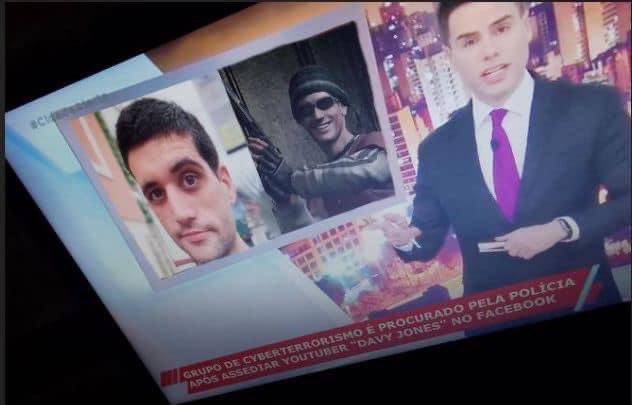 GRUPO DE CYBERTERRORISMO É PROCURADO PELA POLÍCIA
APÓS ASSEDIAR YOUTUBER "DAVY JONES" NO FACEBOOK